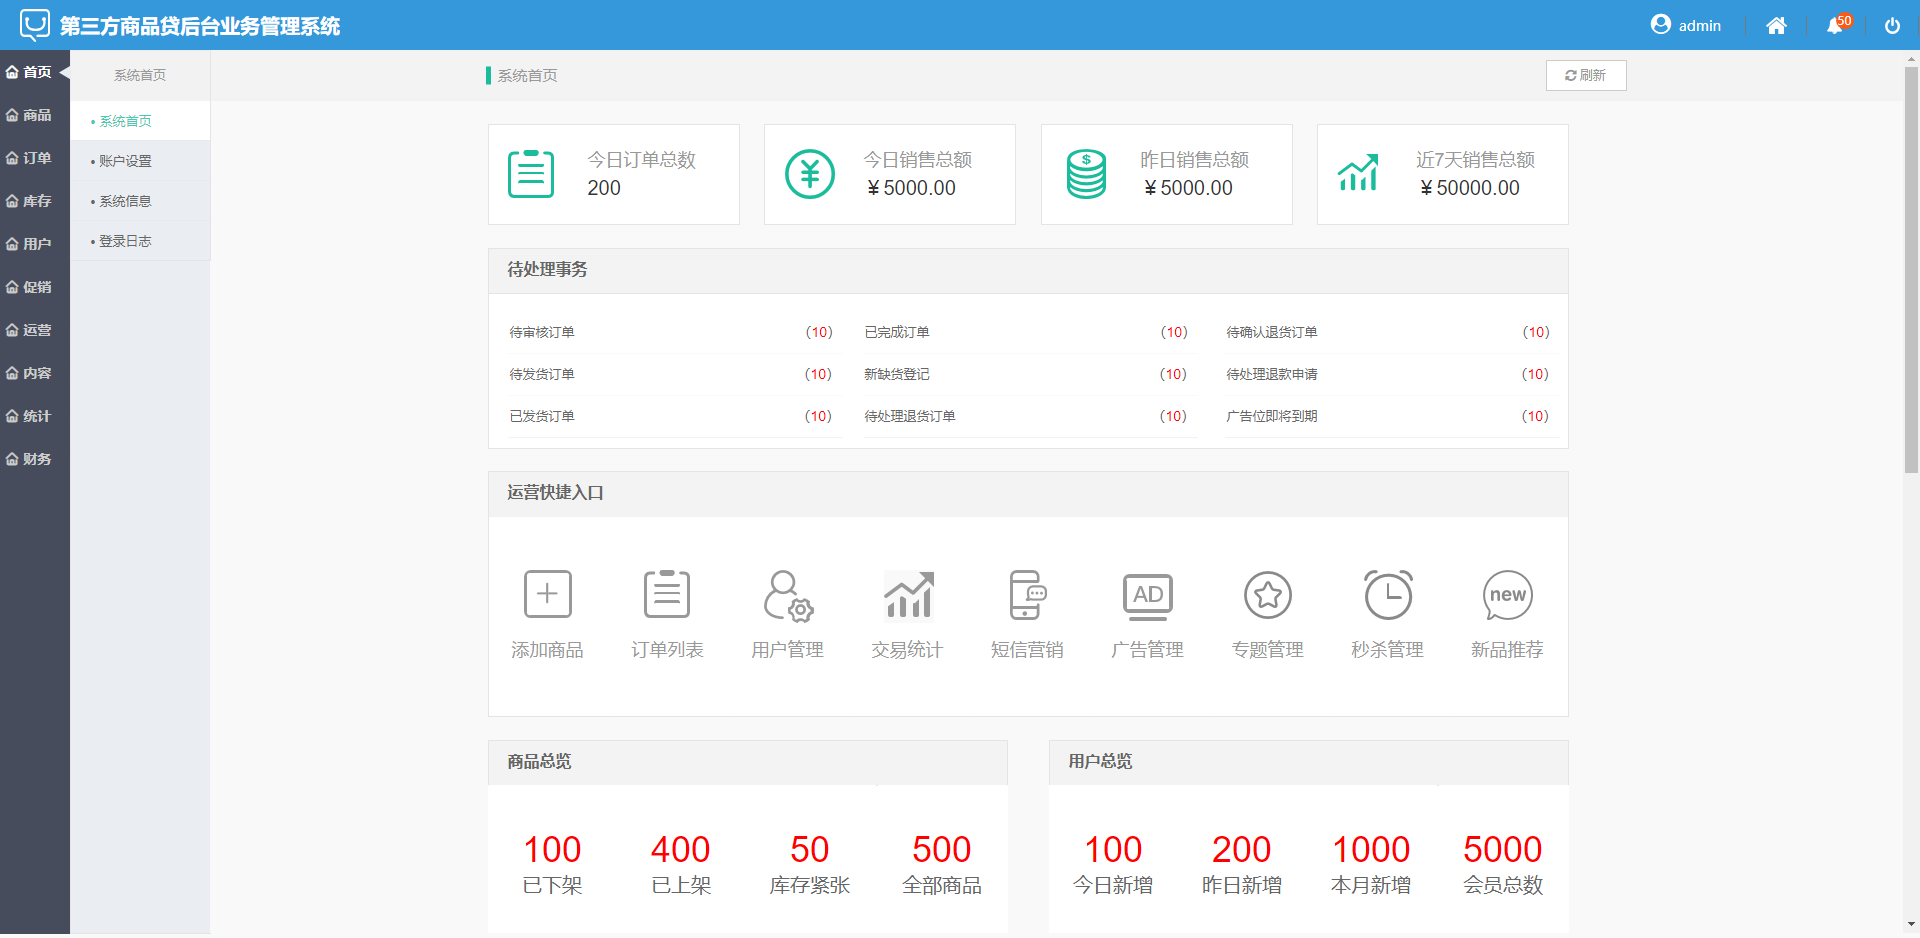 第三方商品贷后台业务管理系统
admin
50
首页
商品
订单
库存
用户
促销
运营
内容
统计
财务
系统首页
• 系统首页
• 账户设置
• 系统信息
• 登录日志
系统首页
刷新
今日订单总数
200
今日销售总额
¥5000.00
昨日销售总额
¥5000.00
近7天销售总额
¥50000.00
待处理事务
待审核订单 (10) 已完成订单 (10) 待确认退货订单 (10)
待发货订单 (10) 新缺货登记 (10) 待处理退款申请 (10)
已发货订单 (10) 待处理退货订单 (10) 广告位即将到期 (10)
运营快捷入口
AD
new
添加商品 订单列表 用户管理 交易统计 短信营销 广告管理 专题管理 秒杀管理 新品推荐
商品总览
100 400 50 500
已下架 已上架 库存紧张 全部商品
用户总览
100 200 1000 5000
今日新增 昨日新增 本月新增 会员总数